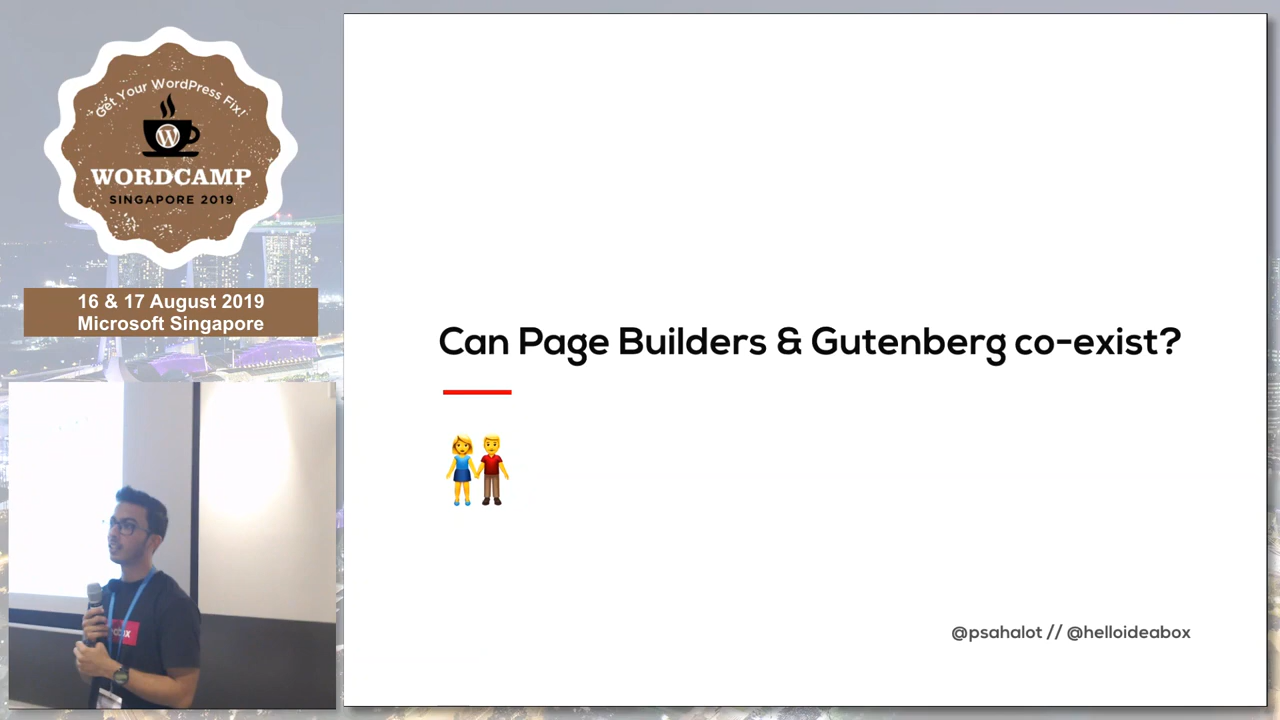 Get Your WordPress Fix!
W
WORDCAMP
SINGAPORE 2019
16 & 17 August 2019
Microsoft Singapore
Can Page Builders & Gutenberg co-exist?
@psahalot // @helloideabox